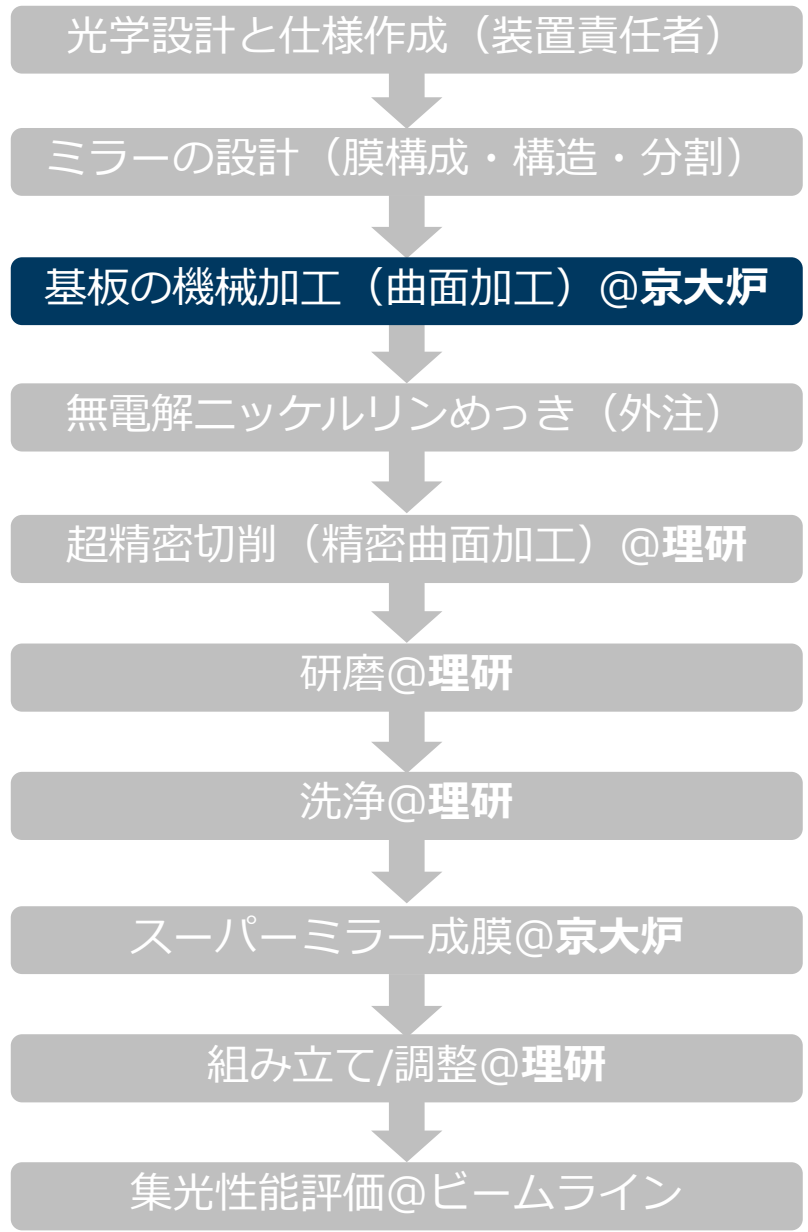 光学設計と仕様作成（装置責任者）
ミラーの設計（膜構成・構造・分割）
基板の機械加工（曲面加工）@京大炉
無電解ニッケルリンめっき（外注）
超精密切削（精密曲面加工）@理研
研磨@理研
洗浄@理研
スーパーミラー成膜@京大炉
組み立て/調整@理研
集光性能評価@ビームライン